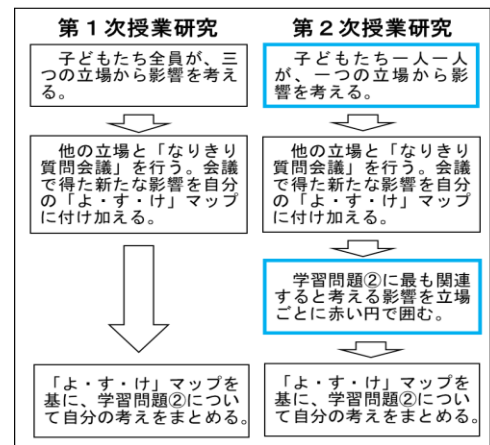 第１次授業研究
子どもたち全員が、三
つの立場から影響を考え
る。
他の立場と「なりきり
質問会議」を行う。会議
で得た新たな影響を自分
の「よ・す・け」マップ
に付け加える。
「よ・す・け」マップを
基に、学習問題②につい
て自分の考えをまとめる。
第２次授業研究
子どもたち一人一人
が、一つの立場から影
響を考える。
他の立場と「なりきり
質問会議」を行う。会議
で得た新たな影響を自分
の「よ・す・け」マップ
に付け加える。
学習問題②に最も関連
すると考える影響を立場
ごとに赤い円で囲む。
「よ・す・け」マップを
基に、学習問題②につい
て自分の考えをまとめる。